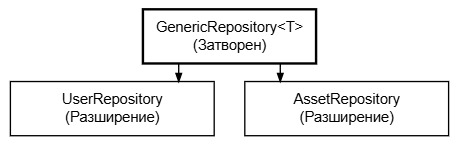 GenericRepository<T>
(Затворен)
UserRepository
(Разширение)
AssetRepository
(Разширение)